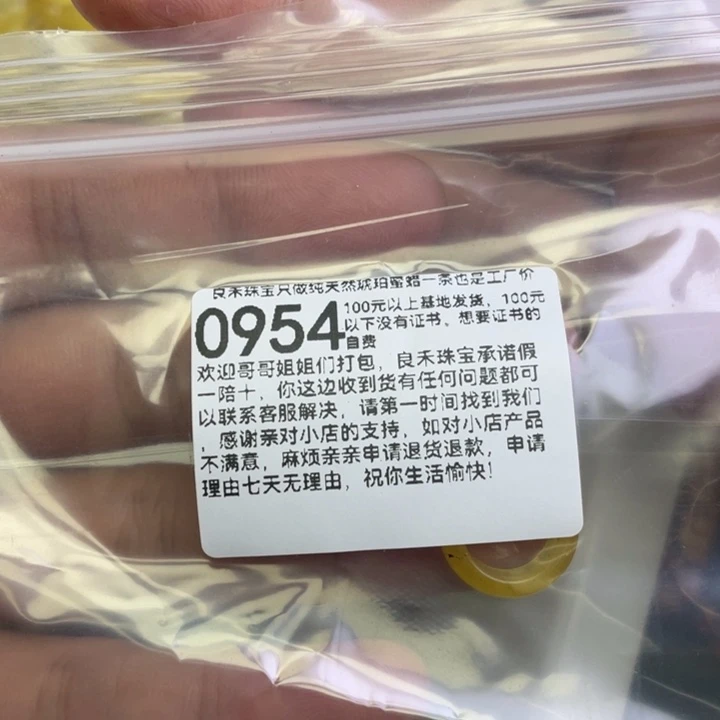 良禾珠宝只做纯天然琥珀蜜蜡一条也是工厂价
0954
100元以上基地发货，100元
以下没有证书。想要证书的
自费
欢迎哥哥姐姐们打包，良禾珠宝承诺假
一陪十，你这边收到货有任何问题都可
以联系客服解决，请第一时间找到我们
，感谢亲对小店的支持，如对小店产品
不满意，麻烦亲亲申请退货退款，申请
理由七天无理由，祝你生活愉快！